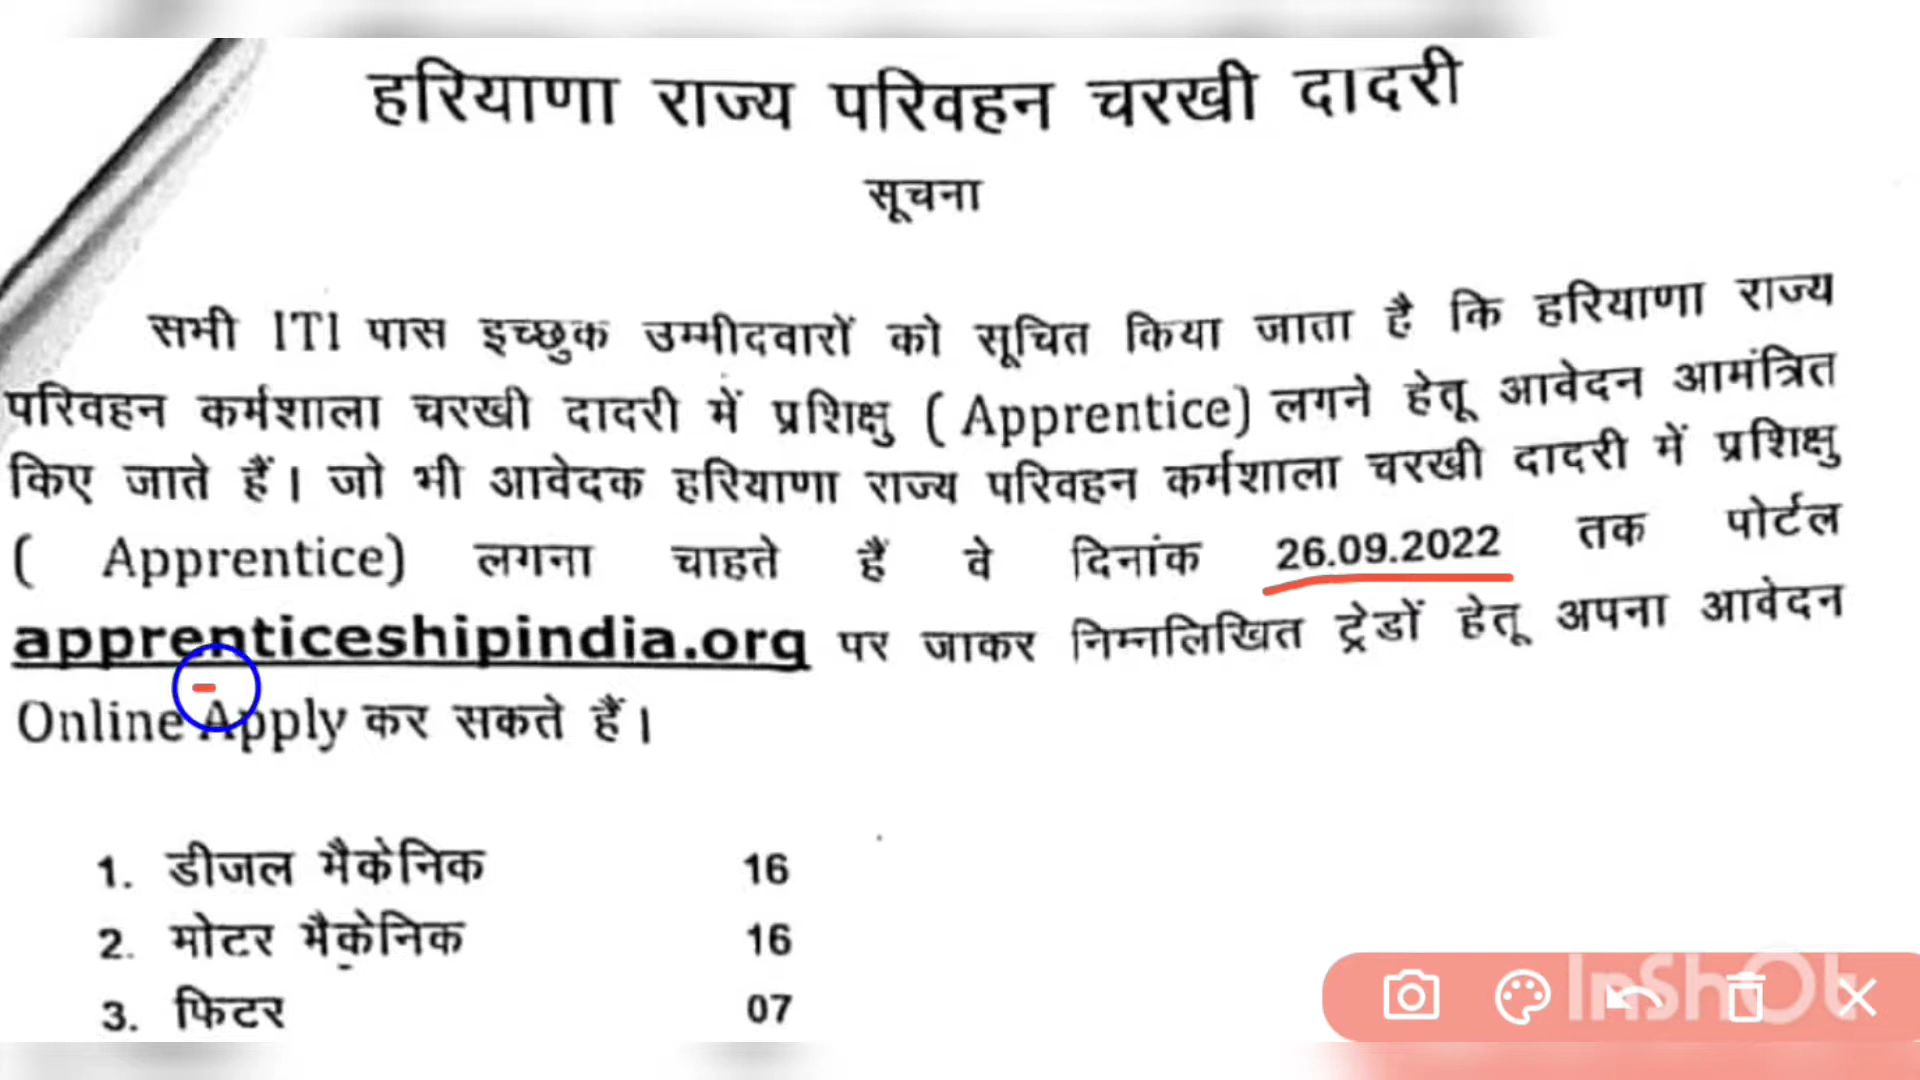 हरियाणा राज्य परिवहन चरखी दादरी
सूचना
सभी ITI पास इच्छुक उम्मीदवारों को सूचित किया जाता है कि हरियाणा राज्य
परिवहन कर्मशाला चरखी दादरी में प्रशिक्षु ( Apprentice) लगने हेतू आवेदन आमंत्रित
किए जाते हैं। जो भी आवेदक हरियाणा राज्य परिवहन कर्मशाला चरखी दादरी में प्रशिक्षु
( Apprentice) लगना चाहते हैं वे दिनांक 26.09.2022 तक पोर्टल
apprenticeshipindia.org पर जाकर निम्नलिखित ट्रेडों हेतू अपना आवेदन
Online Apply कर सकते हैं।
1. डीजल मैकेनिक 16
2. मोटर मैकेनिक 16
3. फिटर 07
InShOt